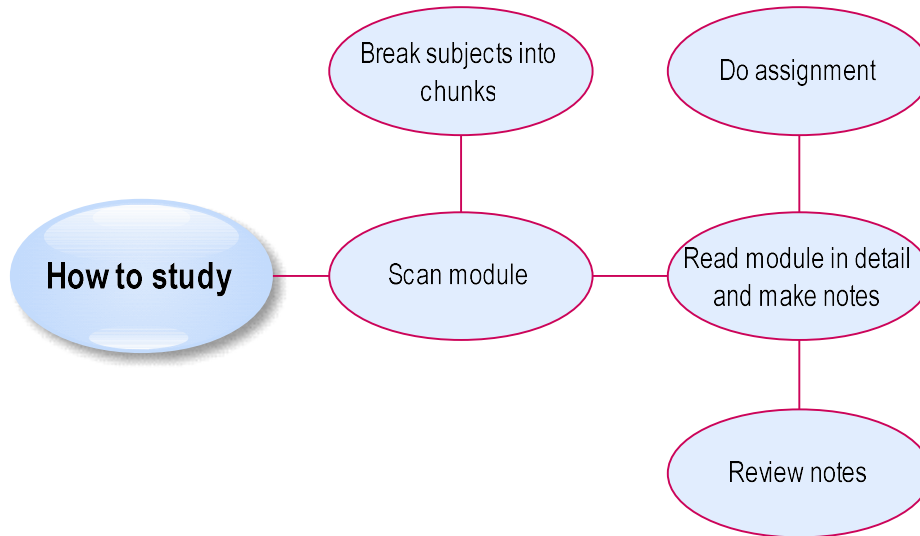 Break subjects into
chunks
Do assignment
How to study
Scan module
Read module in detail
and make notes
Review notes